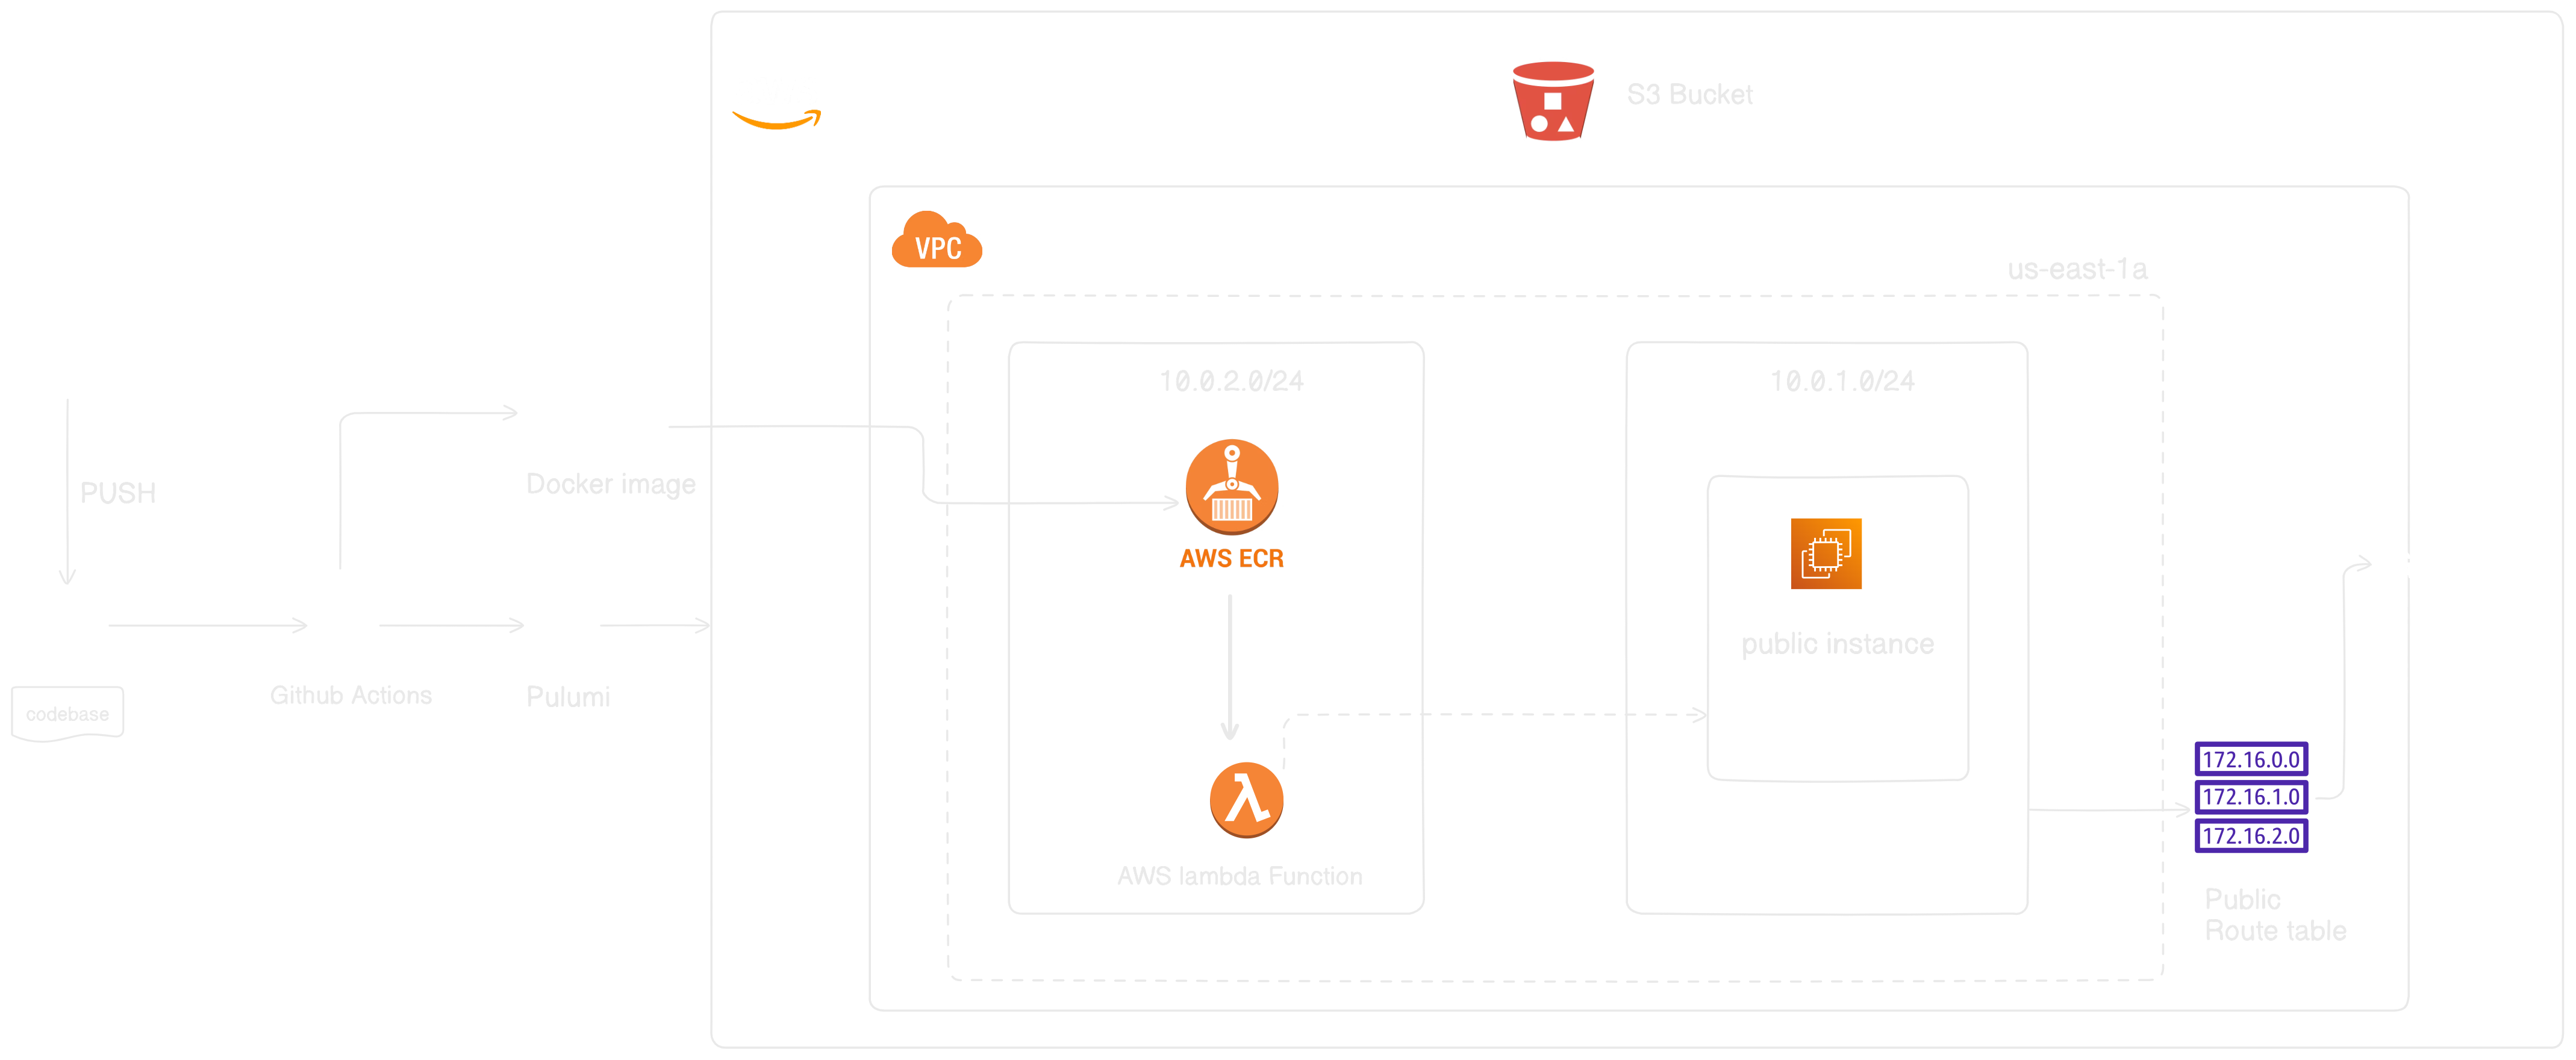 S3 Bucket
VPC
us-east-1a
10.0.2.0/24
10.0.1.0/24
PUSH
Docker image
AWS ECR
public instance
Github Actions
Pulumi
codebase
172.16.0.0
172.16.1.0
172.16.2.0
AWS lambda Function
Public
Route table